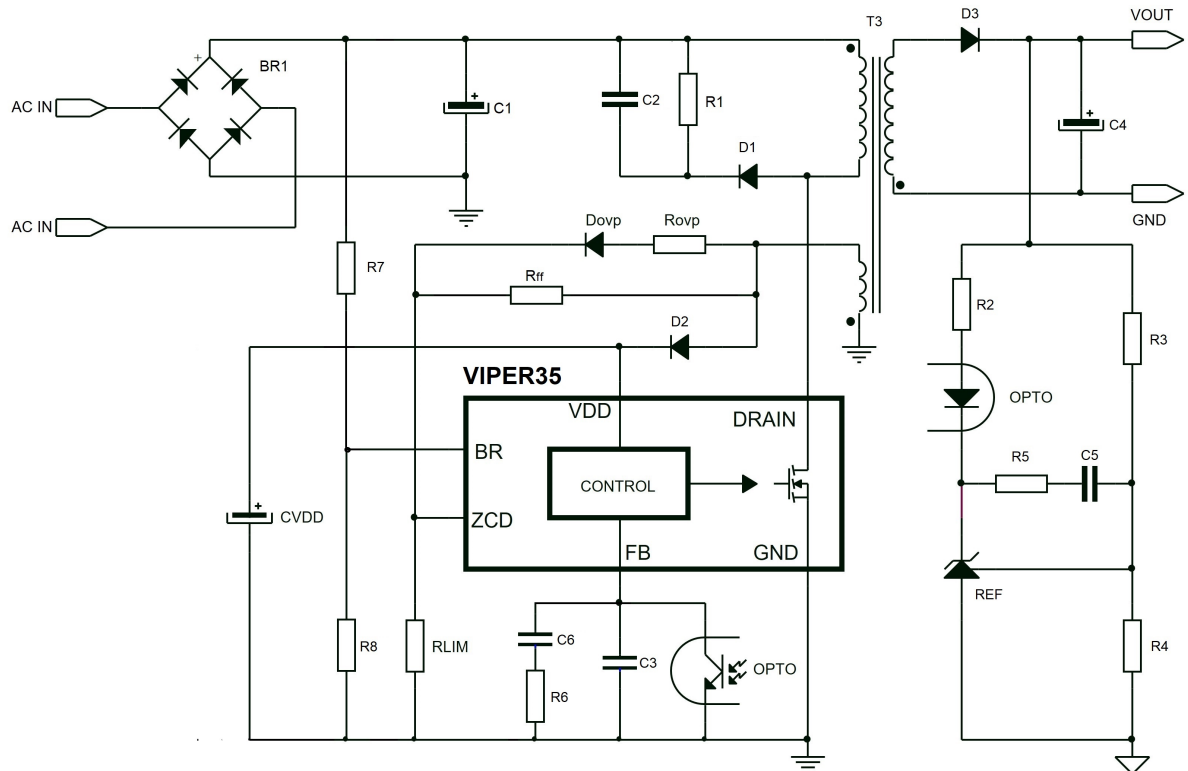 T3
D3
VOUT
+
BR1
AC IN
+
C1
C2
R1
+
C4
D1
AC IN
GND
Dovp
Rovp
R7
Rff
R2
D2
R3
VIPER35
VDD
DRAIN
OPTO
BR
R5
C5
CONTROL
+
CVDD
ZCD
FB
GND
REF
R8
RLIM
C6
C3
OPTO
R4
R6